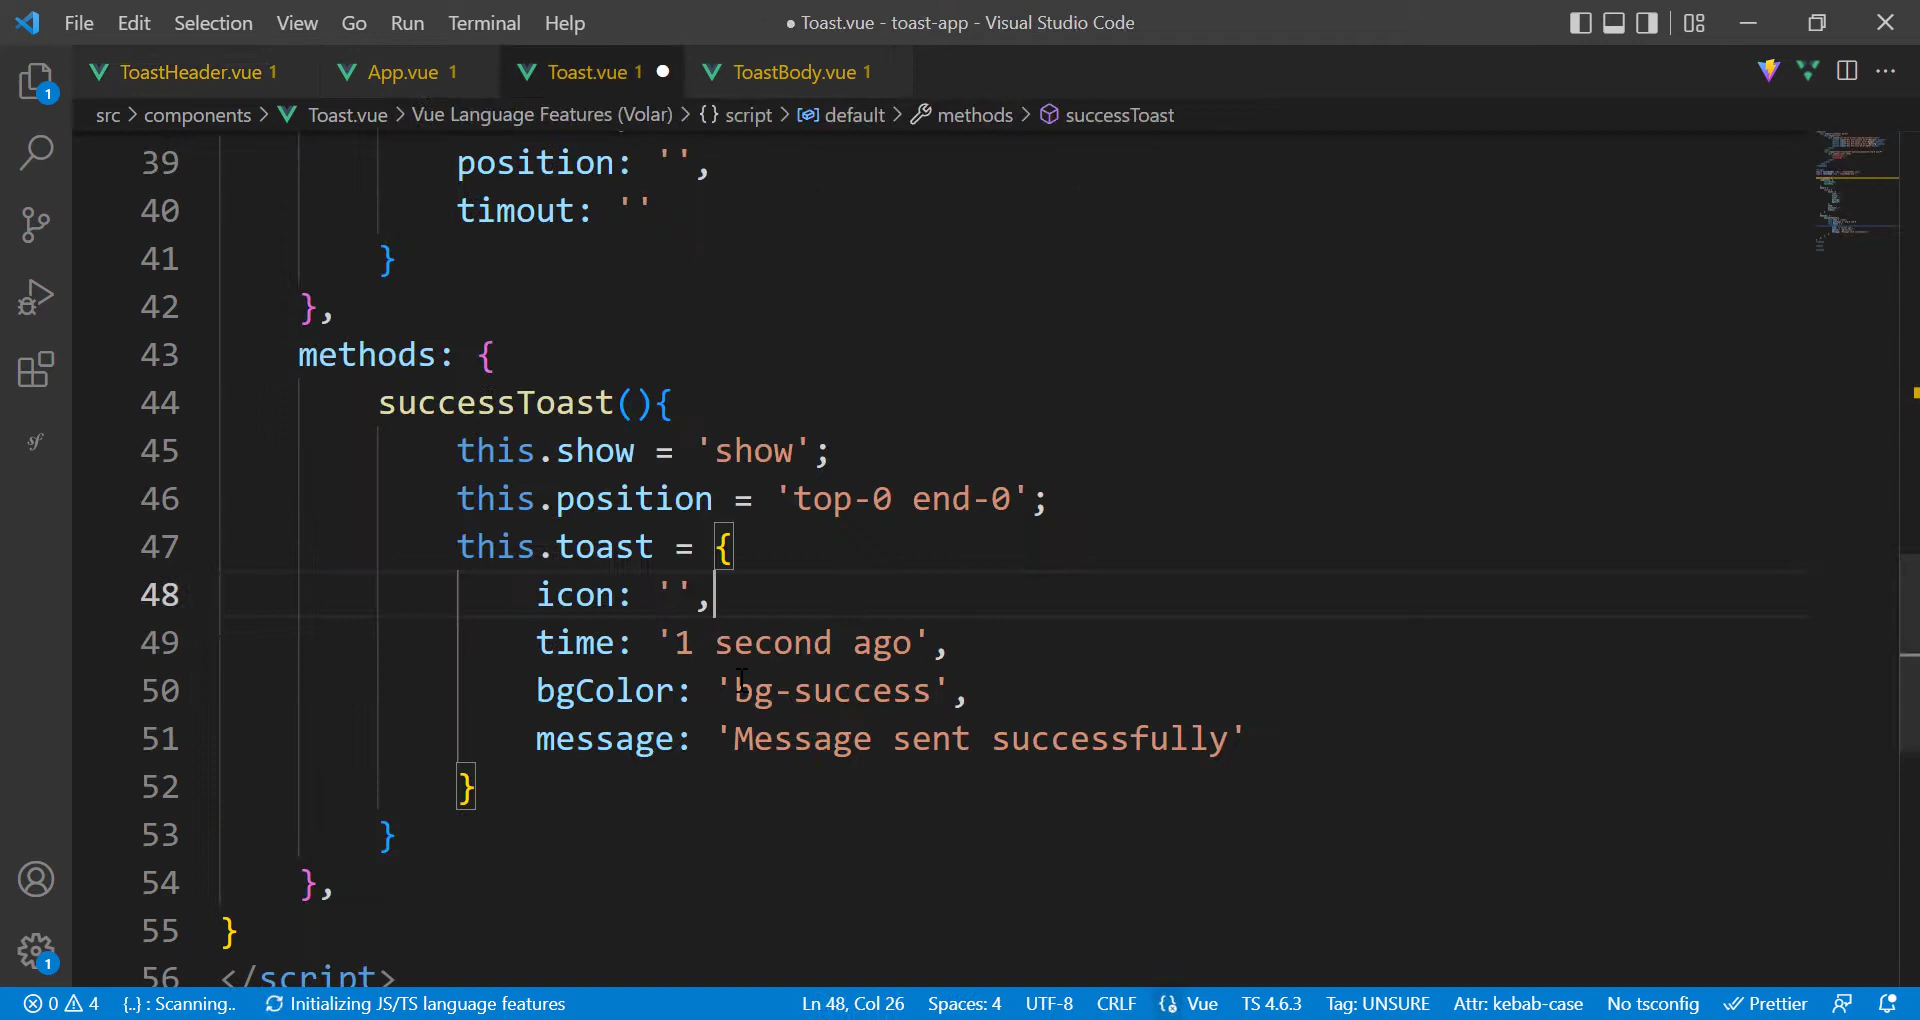 File Edit Selection View Go Run Terminal Help ● Toast.vue - toast-app - Visual Studio Code
ToastHeader.vue 1 App.vue 1 Toast.vue 1 ToastBody.vue 1
src > components > Toast.vue > Vue Language Features (Volar) > {} script > default > methods > successToast
39 position: '',
40 timout: ''
41 }
42 },
43 methods: {
44 successToast(){
45 this.show = 'show';
46 this.position = 'top-0 end-0';
47 this.toast = {
48 icon: '',
49 time: '1 second ago',
50 bgColor: 'bg-success',
51 message: 'Message sent successfully'
52 }
53 }
54 },
55 }
56 </script>
1
sf
1
0 4 {..} : Scanning.. Initializing JS/TS language features Ln 48, Col 26 Spaces: 4 UTF-8 CRLF Vue TS 4.6.3 Tag: UNSURE Attr: kebab-case No tsconfig Prettier